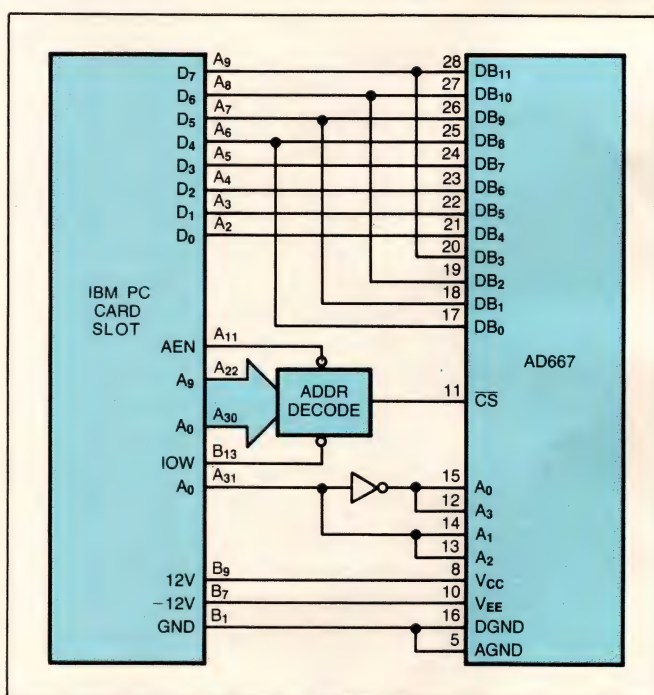 D7 A9 28 DB11
D6 A8 27 DB10
D5 A7 26 DB9
D4 A6 25 DB8
D3 A5 24 DB7
D2 A4 23 DB6
D1 A3 22 DB5
D0 A2 21 DB4
20 DB3
19 DB2
18 DB1
17 DB0
IBM PC
CARD
SLOT
AD667
AEN A11
A9 A22
ADDR
DECODE
11 CS
A0 A30
IOW B13
A0 A31 15 A0
12 A3
14 A1
13 A2
12V B9 8 VCC
−12V B7 10 VEE
GND B1 16 DGND
5 AGND